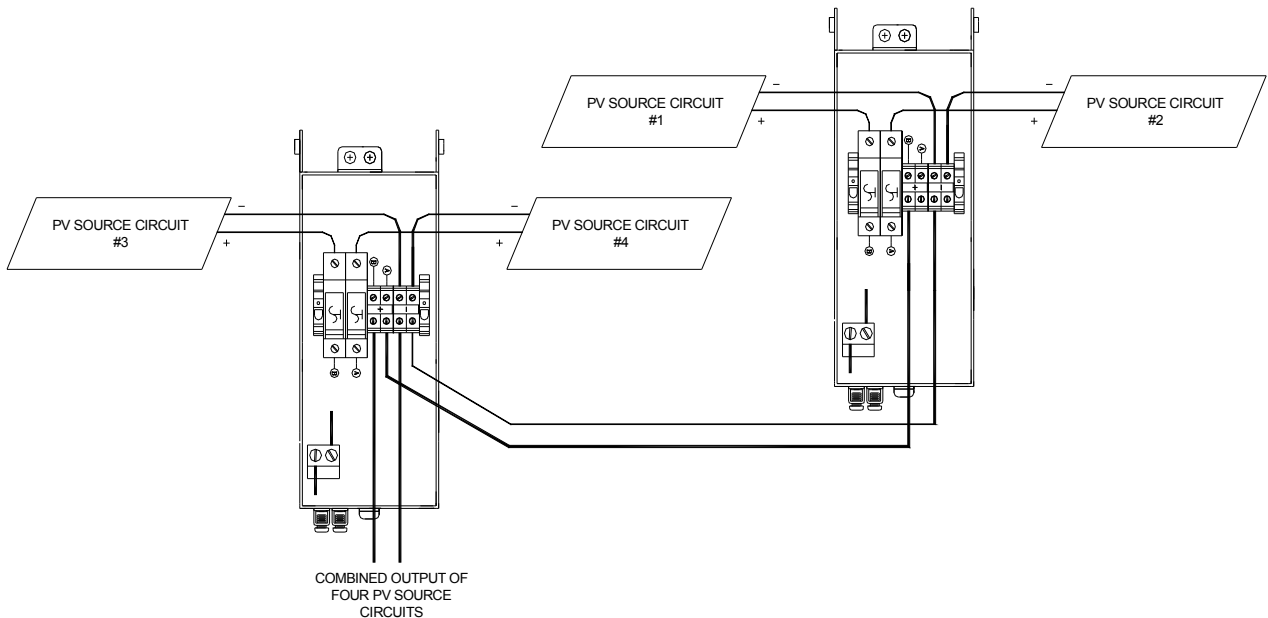 PV SOURCE CIRCUIT
#1
−
+
PV SOURCE CIRCUIT
#2
−
+
B
A
+
−
B
A
PV SOURCE CIRCUIT
#3
−
+
PV SOURCE CIRCUIT
#4
−
+
B
A
+
−
B
A
COMBINED OUTPUT OF
FOUR PV SOURCE
CIRCUITS